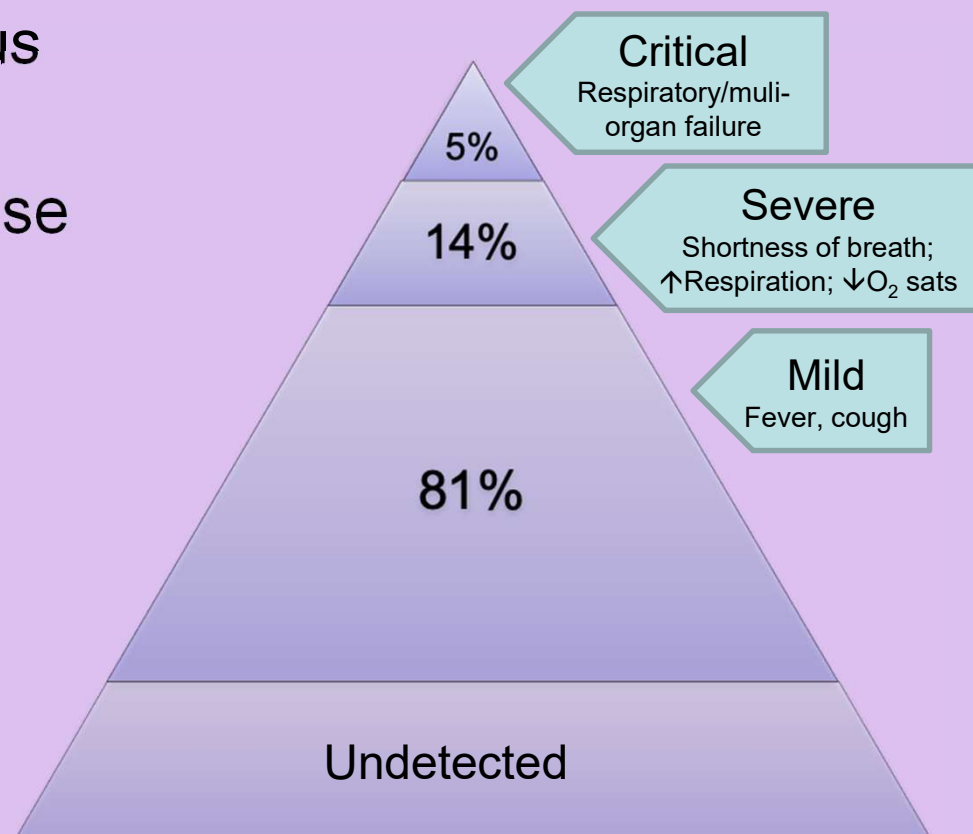 us
Critical
Respiratory/muli-
organ failure
5%
se
Severe
Shortness of breath;
↑Respiration; ↓O₂ sats
14%
Mild
Fever, cough
81%
Undetected